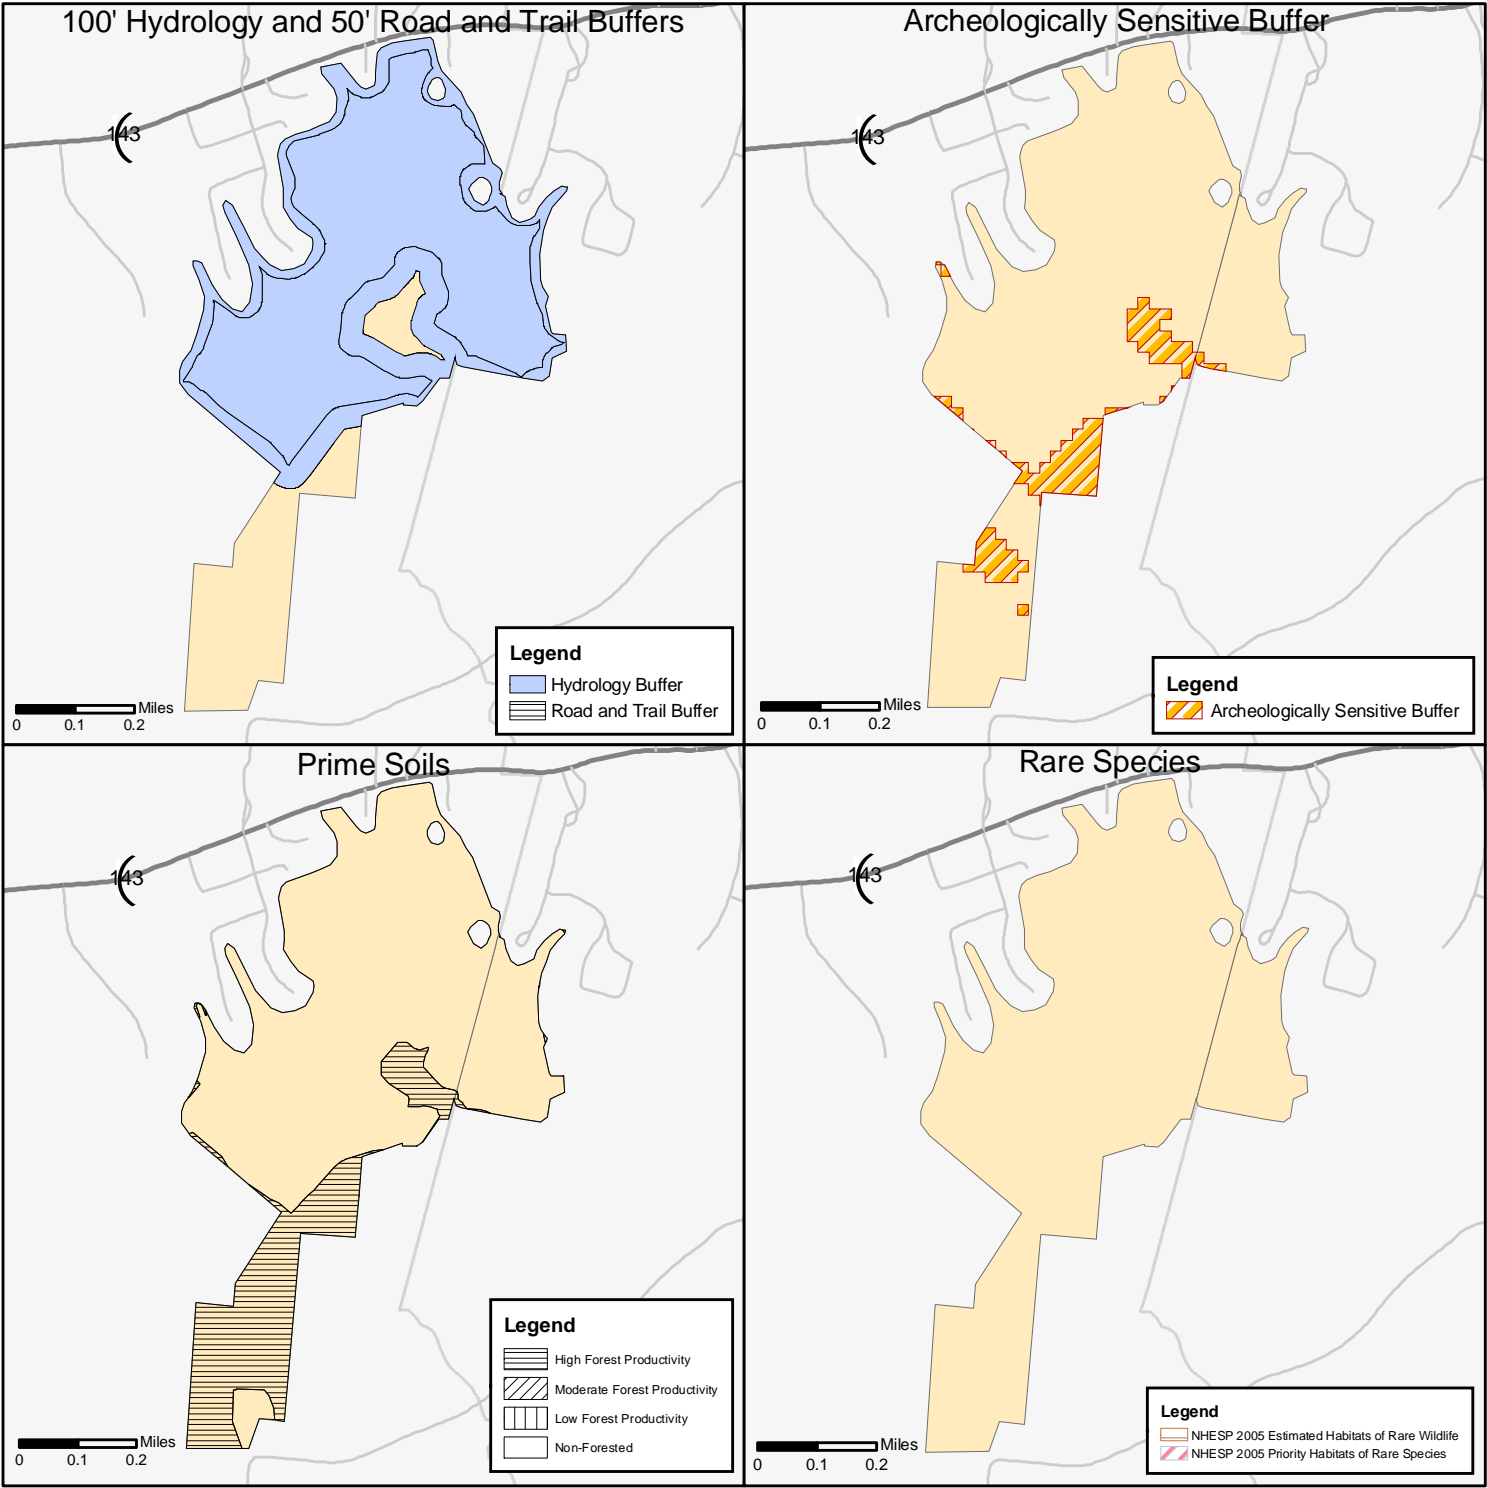 100' Hydrology and 50' Road and Trail Buffers
143
Legend
Hydrology Buffer
Road and Trail Buffer
Miles
0 0.1 0.2
Archeologically Sensitive Buffer
143
Legend
Archeologically Sensitive Buffer
Miles
0 0.1 0.2
Prime Soils
143
Legend
High Forest Productivity
Moderate Forest Productivity
Low Forest Productivity
Non-Forested
Miles
0 0.1 0.2
Rare Species
143
Legend
NHESP 2005 Estimated Habitats of Rare Wildlife
NHESP 2005 Priority Habitats of Rare Species
Miles
0 0.1 0.2